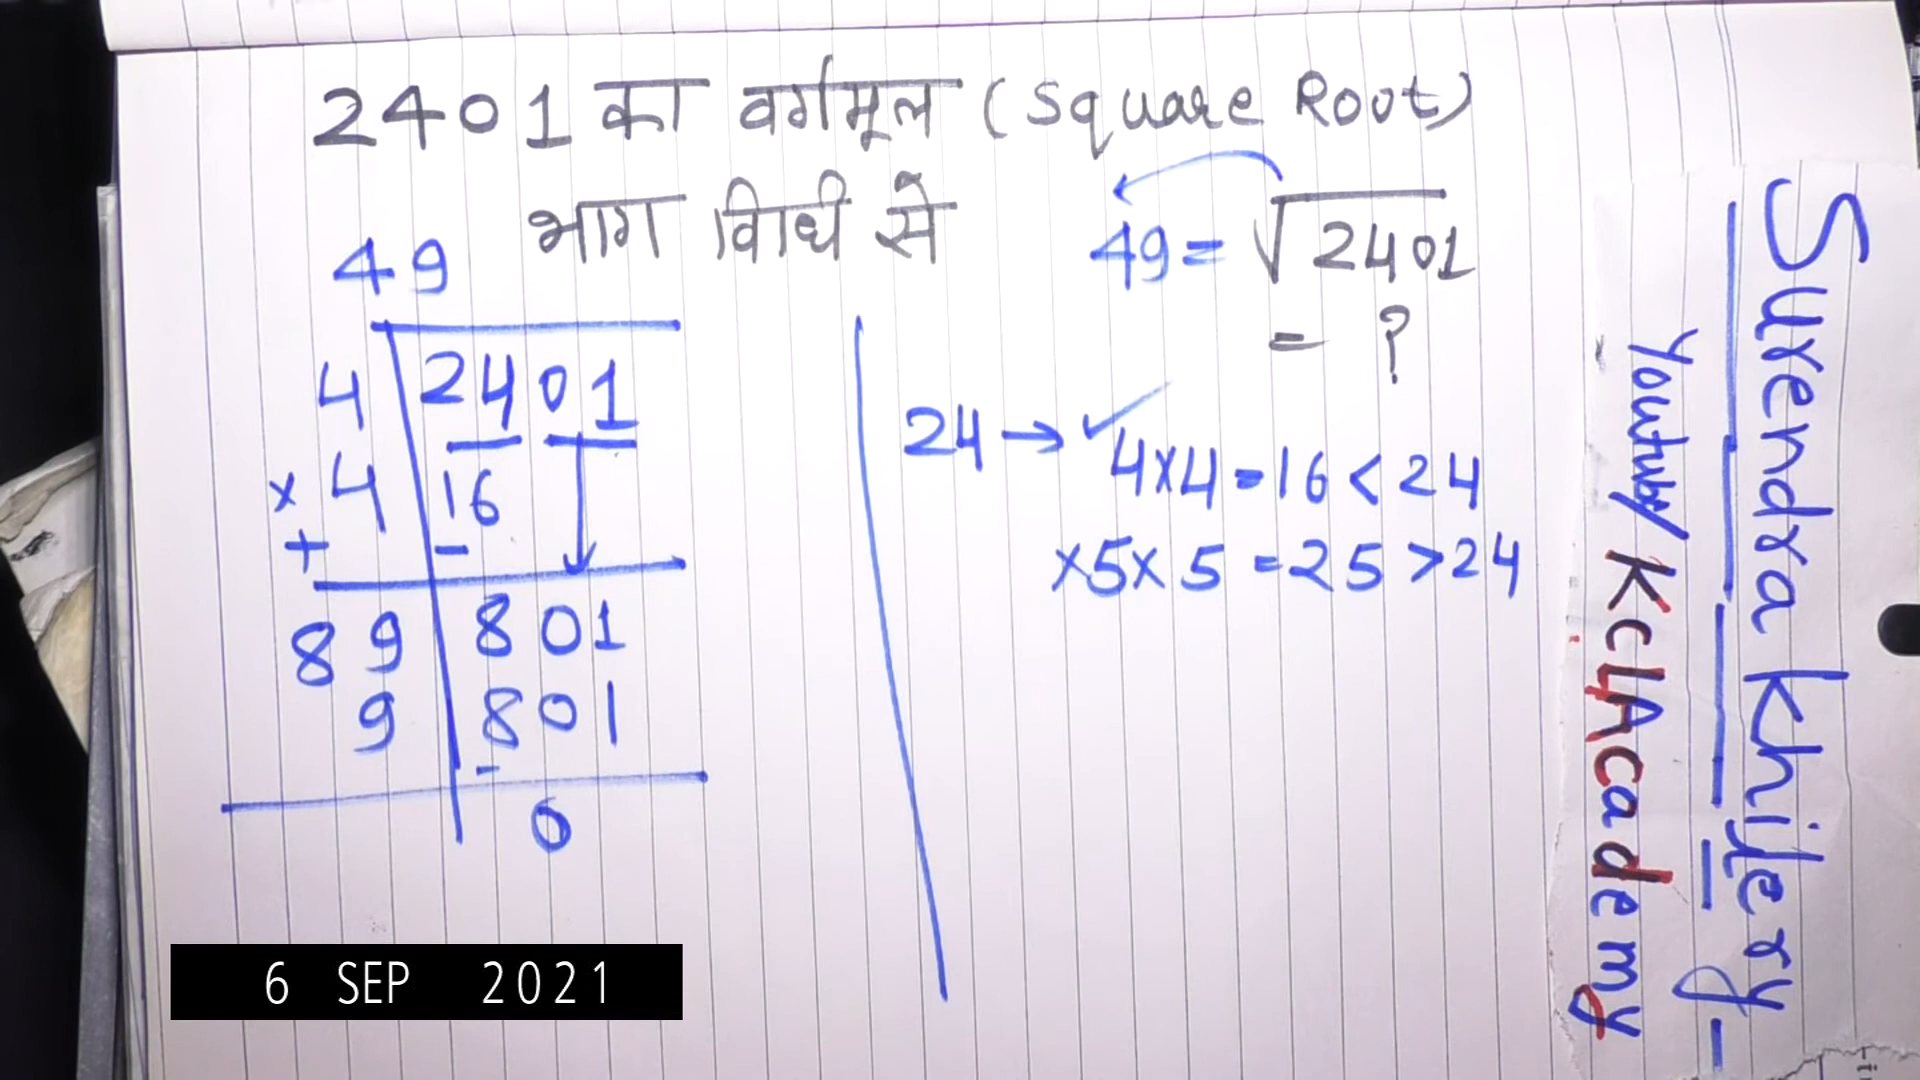 2401 का वर्गमूल (Square Root)
भाग विधि से
49 = √2401
= ?
49
4 2401
× 4 16
+ -
89 801
9 801
-
0
24 → ✓ 4×4=16 < 24
×5×5 = 25 > 24
Surendra Khilery
Youtube/ KclAcademy
6 SEP 2021